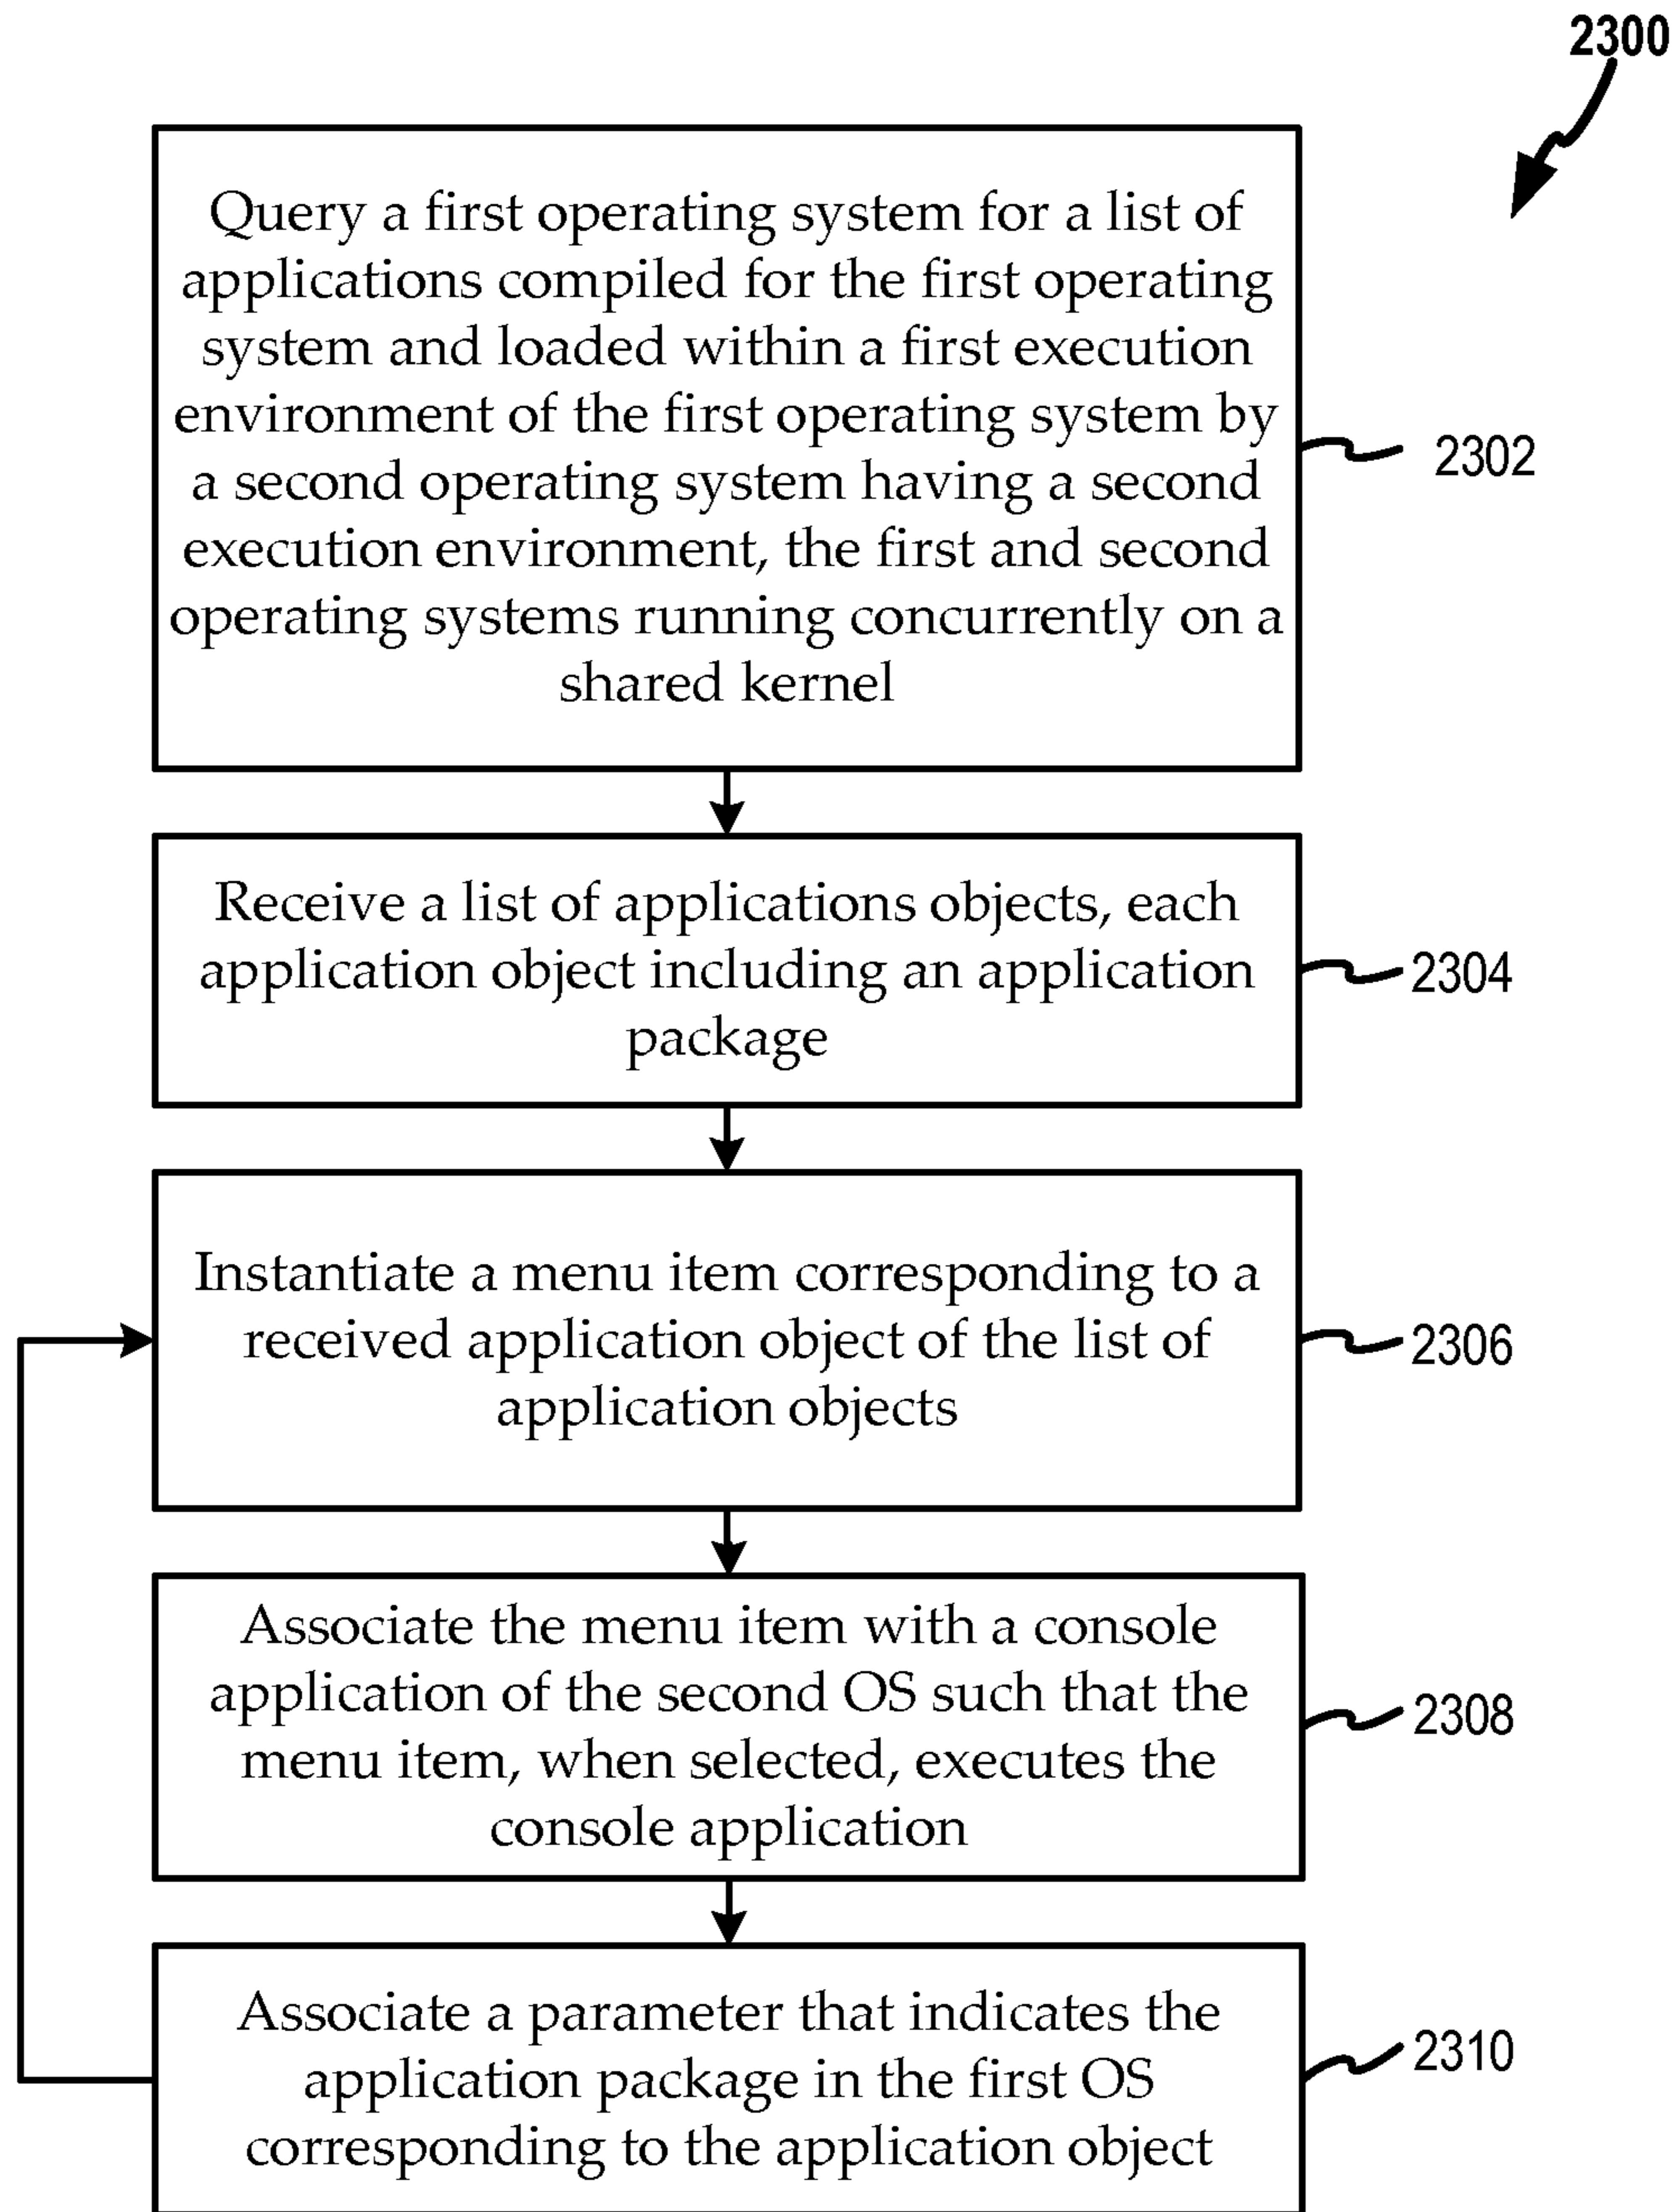 2300
Query a first operating system for a list of
applications compiled for the first operating
system and loaded within a first execution
environment of the first operating system by
a second operating system having a second
execution environment, the first and second
operating systems running concurrently on a
shared kernel
2302
Receive a list of applications objects, each
application object including an application
package
2304
Instantiate a menu item corresponding to a
received application object of the list of
application objects
2306
Associate the menu item with a console
application of the second OS such that the
menu item, when selected, executes the
console application
2308
Associate a parameter that indicates the
application package in the first OS
corresponding to the application object
2310